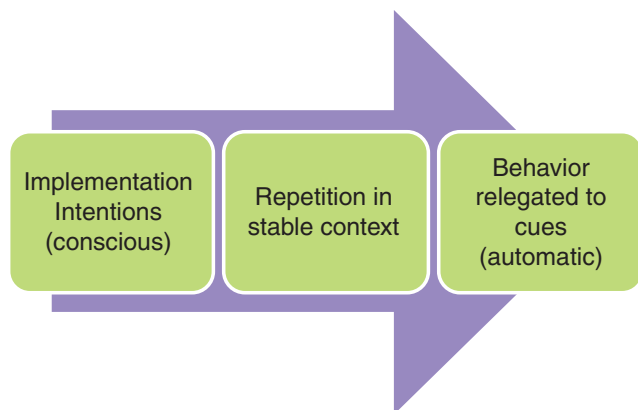 Implementation
Intentions
(conscious)
Repetition in
stable context
Behavior
relegated to
cues
(automatic)